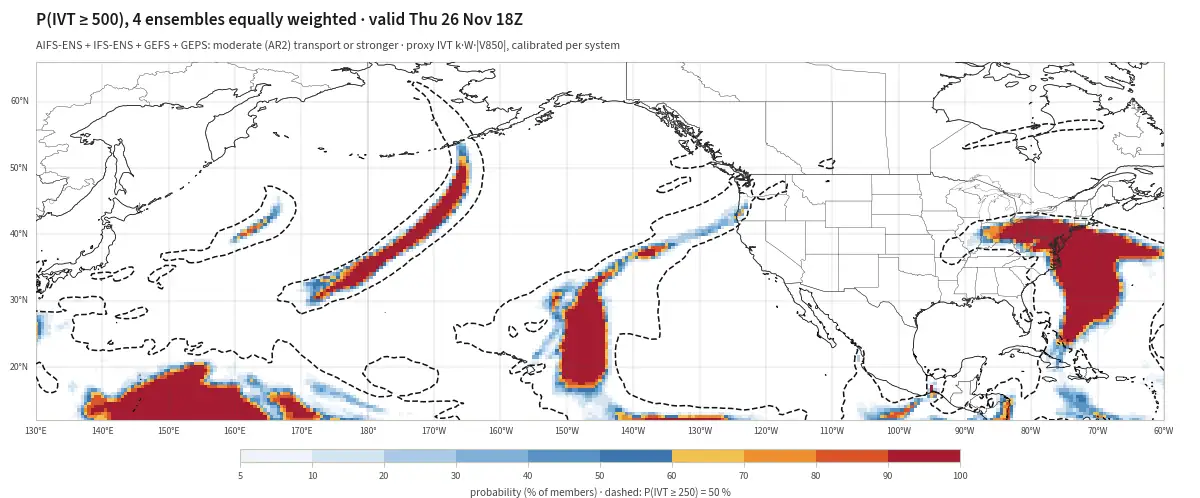 P(IVT ≥ 500), 4 ensembles equally weighted · valid Thu 26 Nov 18Z
AIFS-ENS + IFS-ENS + GEFS + GEPS: moderate (AR2) transport or stronger · proxy IVT k·W·|V850|, calibrated per system
60°N
50°N
40°N
30°N
20°N
130°E 140°E 150°E 160°E 170°E 180° 170°W 160°W 150°W 140°W 130°W 120°W 110°W 100°W 90°W 80°W 70°W 60°W
5 10 20 30 40 50 60 70 80 90 100
probability (% of members) · dashed: P(IVT ≥ 250) = 50 %